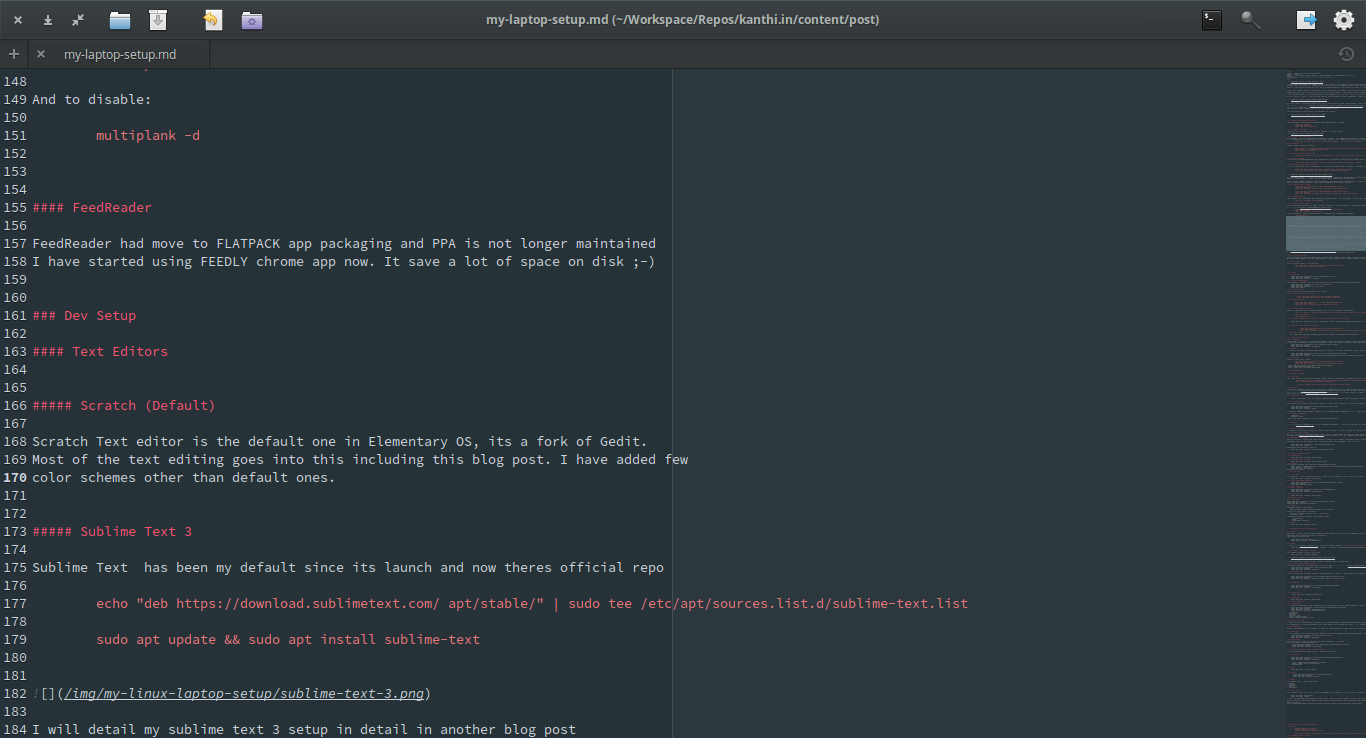 my-laptop-setup.md (~/Workspace/Repos/kanthi.in/content/post)
my-laptop-setup.md
148
149 And to disable:
150
151 multiplank -d
152
153
154
155 #### FeedReader
156
157 FeedReader had move to FLATPACK app packaging and PPA is not longer maintained
158 I have started using FEEDLY chrome app now. It save a lot of space on disk ;-)
159
160
161 ### Dev Setup
162
163 #### Text Editors
164
165
166 ##### Scratch (Default)
167
168 Scratch Text editor is the default one in Elementary OS, its a fork of Gedit.
169 Most of the text editing goes into this including this blog post. I have added few
170 color schemes other than default ones.
171
172
173 ##### Sublime Text 3
174
175 Sublime Text  has been my default since its launch and now theres official repo
176
177 echo "deb https://download.sublimetext.com/ apt/stable/" | sudo tee /etc/apt/sources.list.d/sublime-text.list
178
179 sudo apt update && sudo apt install sublime-text
180
181
182 ![](/img/my-linux-laptop-setup/sublime-text-3.png)
183
184 I will detail my sublime text 3 setup in detail in another blog post